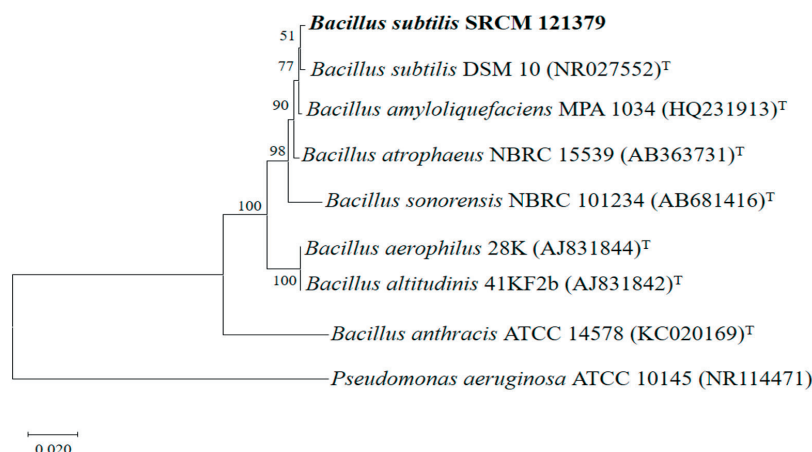 Bacillus subtilis SRCM 121379
51
77
Bacillus subtilis DSM 10 (NR027552)ᵀ
90
Bacillus amyloliquefaciens MPA 1034 (HQ231913)ᵀ
98
Bacillus atrophaeus NBRC 15539 (AB363731)ᵀ
Bacillus sonorensis NBRC 101234 (AB681416)ᵀ
100
Bacillus aerophilus 28K (AJ831844)ᵀ
100
Bacillus altitudinis 41KF2b (AJ831842)ᵀ
Bacillus anthracis ATCC 14578 (KC020169)ᵀ
Pseudomonas aeruginosa ATCC 10145 (NR114471)
0.020